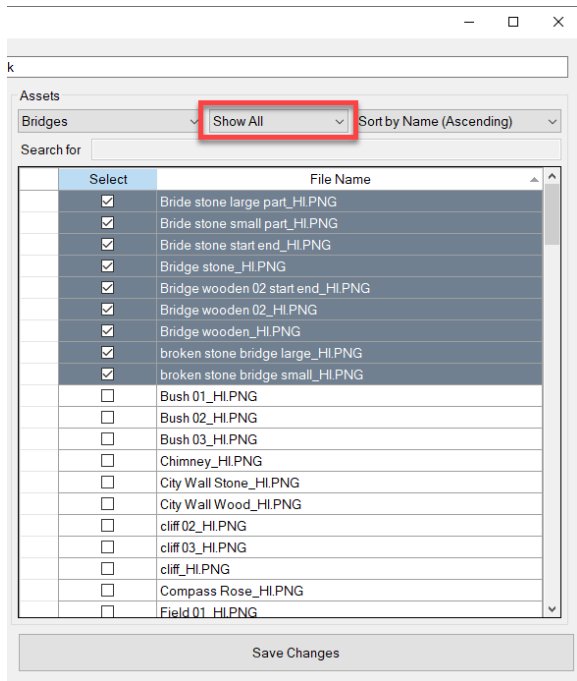 k
Assets
Bridges Show All Sort by Name (Ascending)
Search for
Select File Name
Bride stone large part_HI.PNG
Bride stone small part_HI.PNG
Bride stone start end_HI.PNG
Bridge stone_HI.PNG
Bridge wooden 02 start end_HI.PNG
Bridge wooden 02_HI.PNG
Bridge wooden_HI.PNG
broken stone bridge large_HI.PNG
broken stone bridge small_HI.PNG
Bush 01_HI.PNG
Bush 02_HI.PNG
Bush 03_HI.PNG
Chimney_HI.PNG
City Wall Stone_HI.PNG
City Wall Wood_HI.PNG
cliff 02_HI.PNG
cliff 03_HI.PNG
cliff_HI.PNG
Compass Rose_HI.PNG
Field 01_HI.PNG
Save Changes